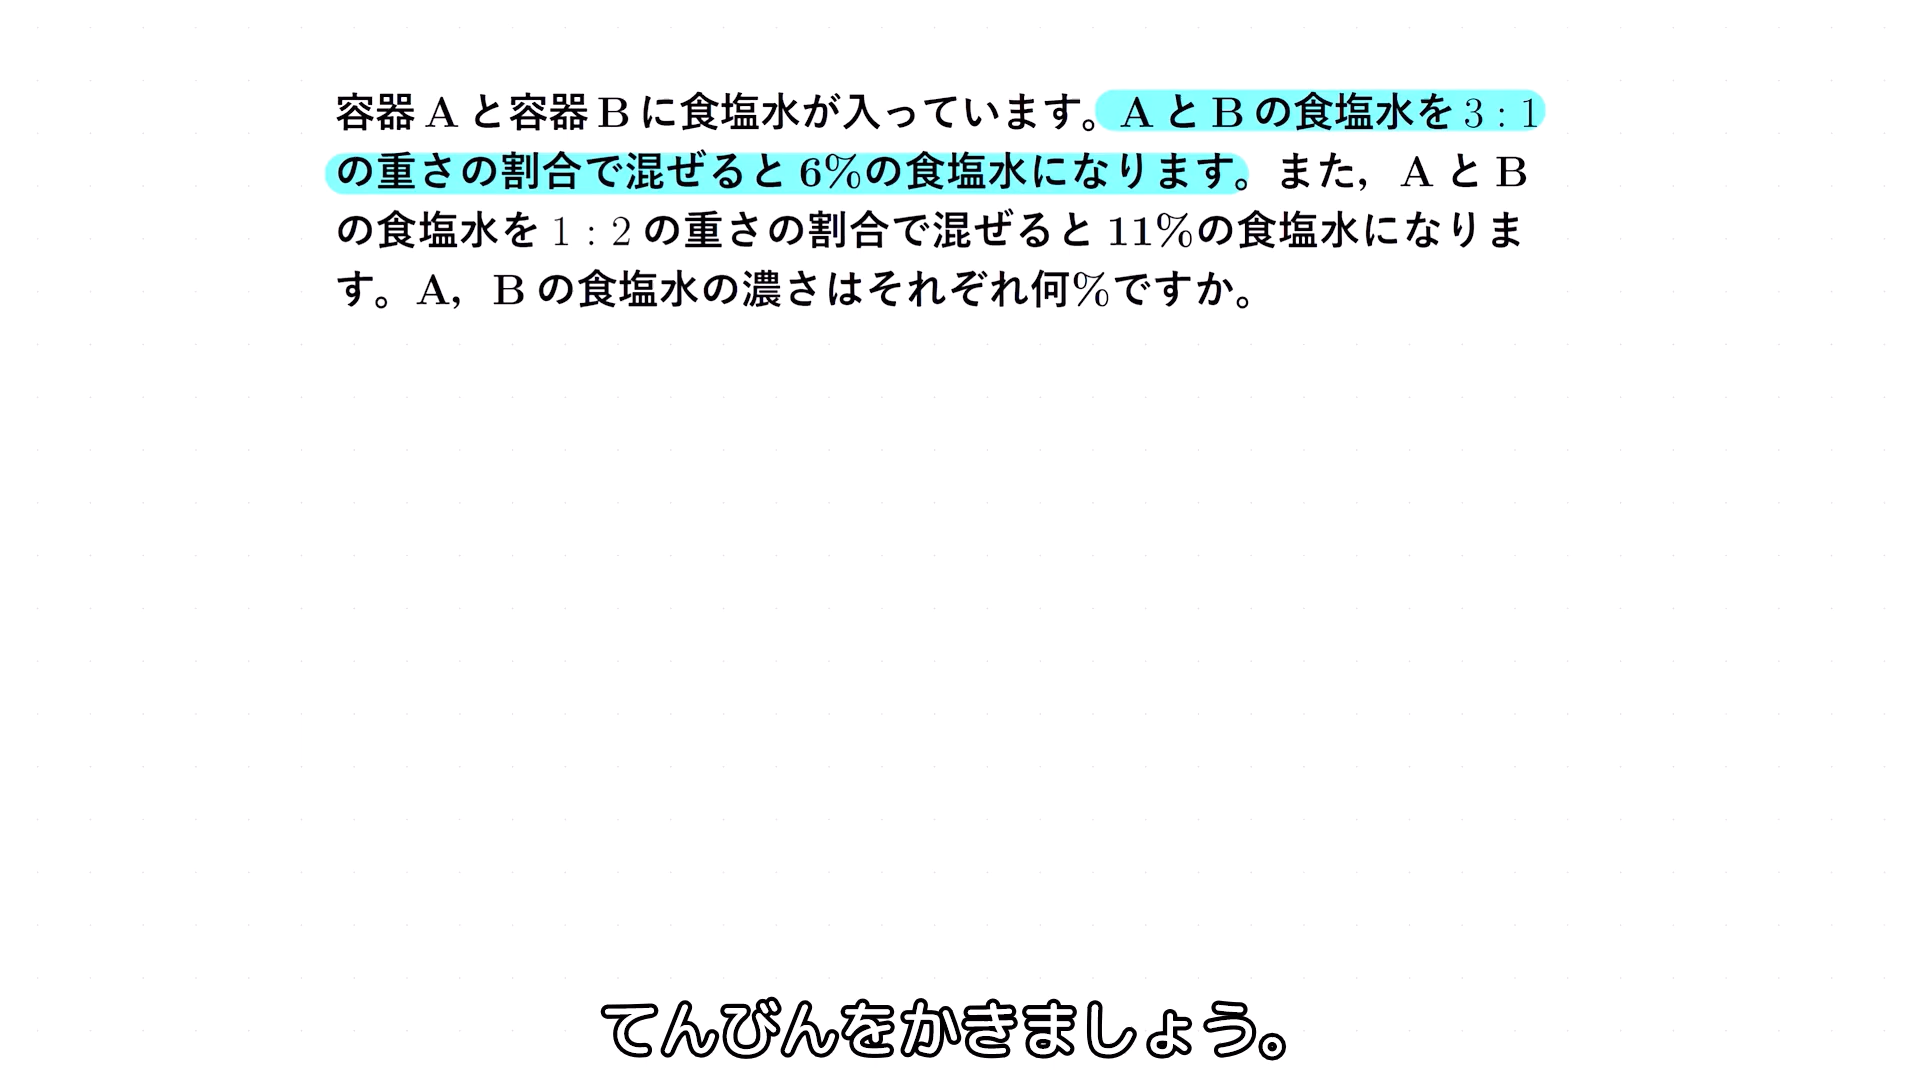 容器 A と容器 B に食塩水が入っています。A と B の食塩水を 3 : 1
の重さの割合で混ぜると 6%の食塩水になります。また，A と B
の食塩水を 1 : 2 の重さの割合で混ぜると 11%の食塩水になりま
す。A，B の食塩水の濃さはそれぞれ何%ですか。
てんびんをかきましょう。